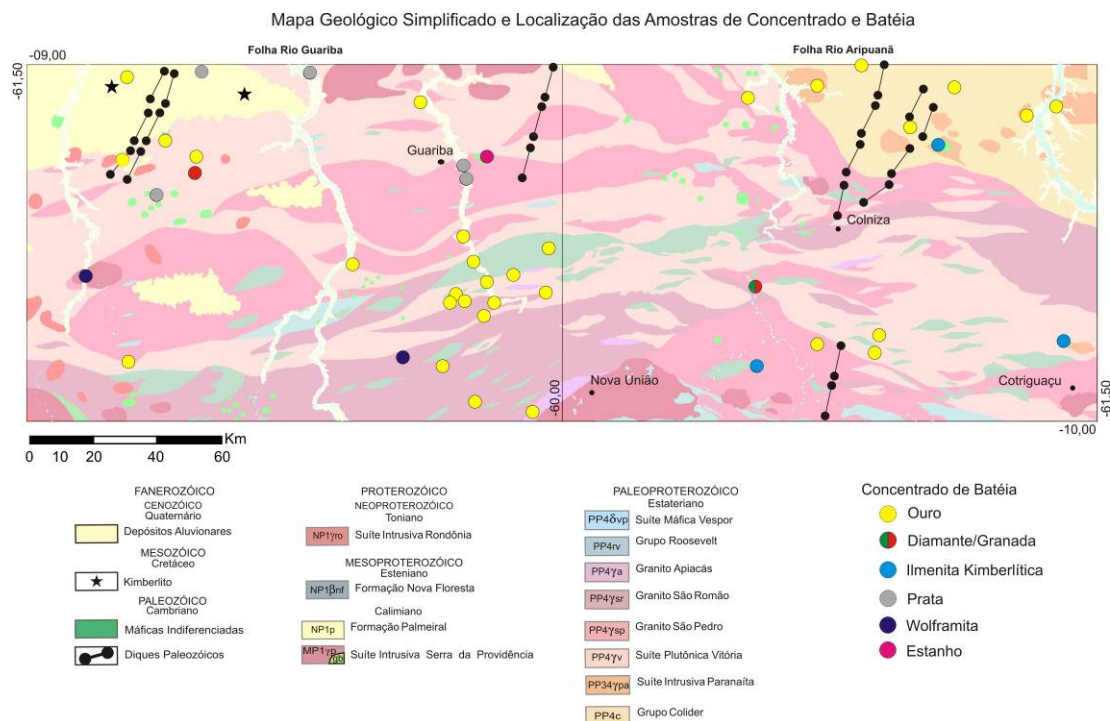 Mapa Geológico Simplificado e Localização das Amostras de Concentrado e Batéia
Folha Rio Guariba
Folha Rio Aripuanã
-09,00
-61,50
-61,50
Guariba
Colniza
Nova União
Cotriguaçu
-60,00
-61,50
-10,00
Km
0 10 20 40 60
FANEROZÓICO
CENOZÓICO
Quaternário
Depósitos Aluvionares
MESOZÓICO
Cretáceo
Kimberlito
PALEOZÓICO
Cambriano
Máficas Indiferenciadas
Diques Paleozóicos
PROTEROZÓICO
NEOPROTEROZÓICO
Toniano
NP1γro Suíte Intrusiva Rondônia
MESOPROTEROZÓICO
Esteniano
NP1βnf Formação Nova Floresta
Calimiano
NP1p Formação Palmeiral
MP1γp gb Suíte Intrusiva Serra da Providência
PALEOPROTEROZÓICO
Estateriano
PP4δvp Suíte Máfica Vespor
PP4rv Grupo Roosevelt
PP4γa Granito Apiacás
PP4γsr Granito São Romão
PP4γsp Granito São Pedro
PP4γv Suíte Plutônica Vitória
PP34γpa Suíte Intrusiva Paranaíta
PP4c Grupo Colider
Concentrado de Batéia
Ouro
Diamante/Granada
Ilmenita Kimberlítica
Prata
Wolframita
Estanho